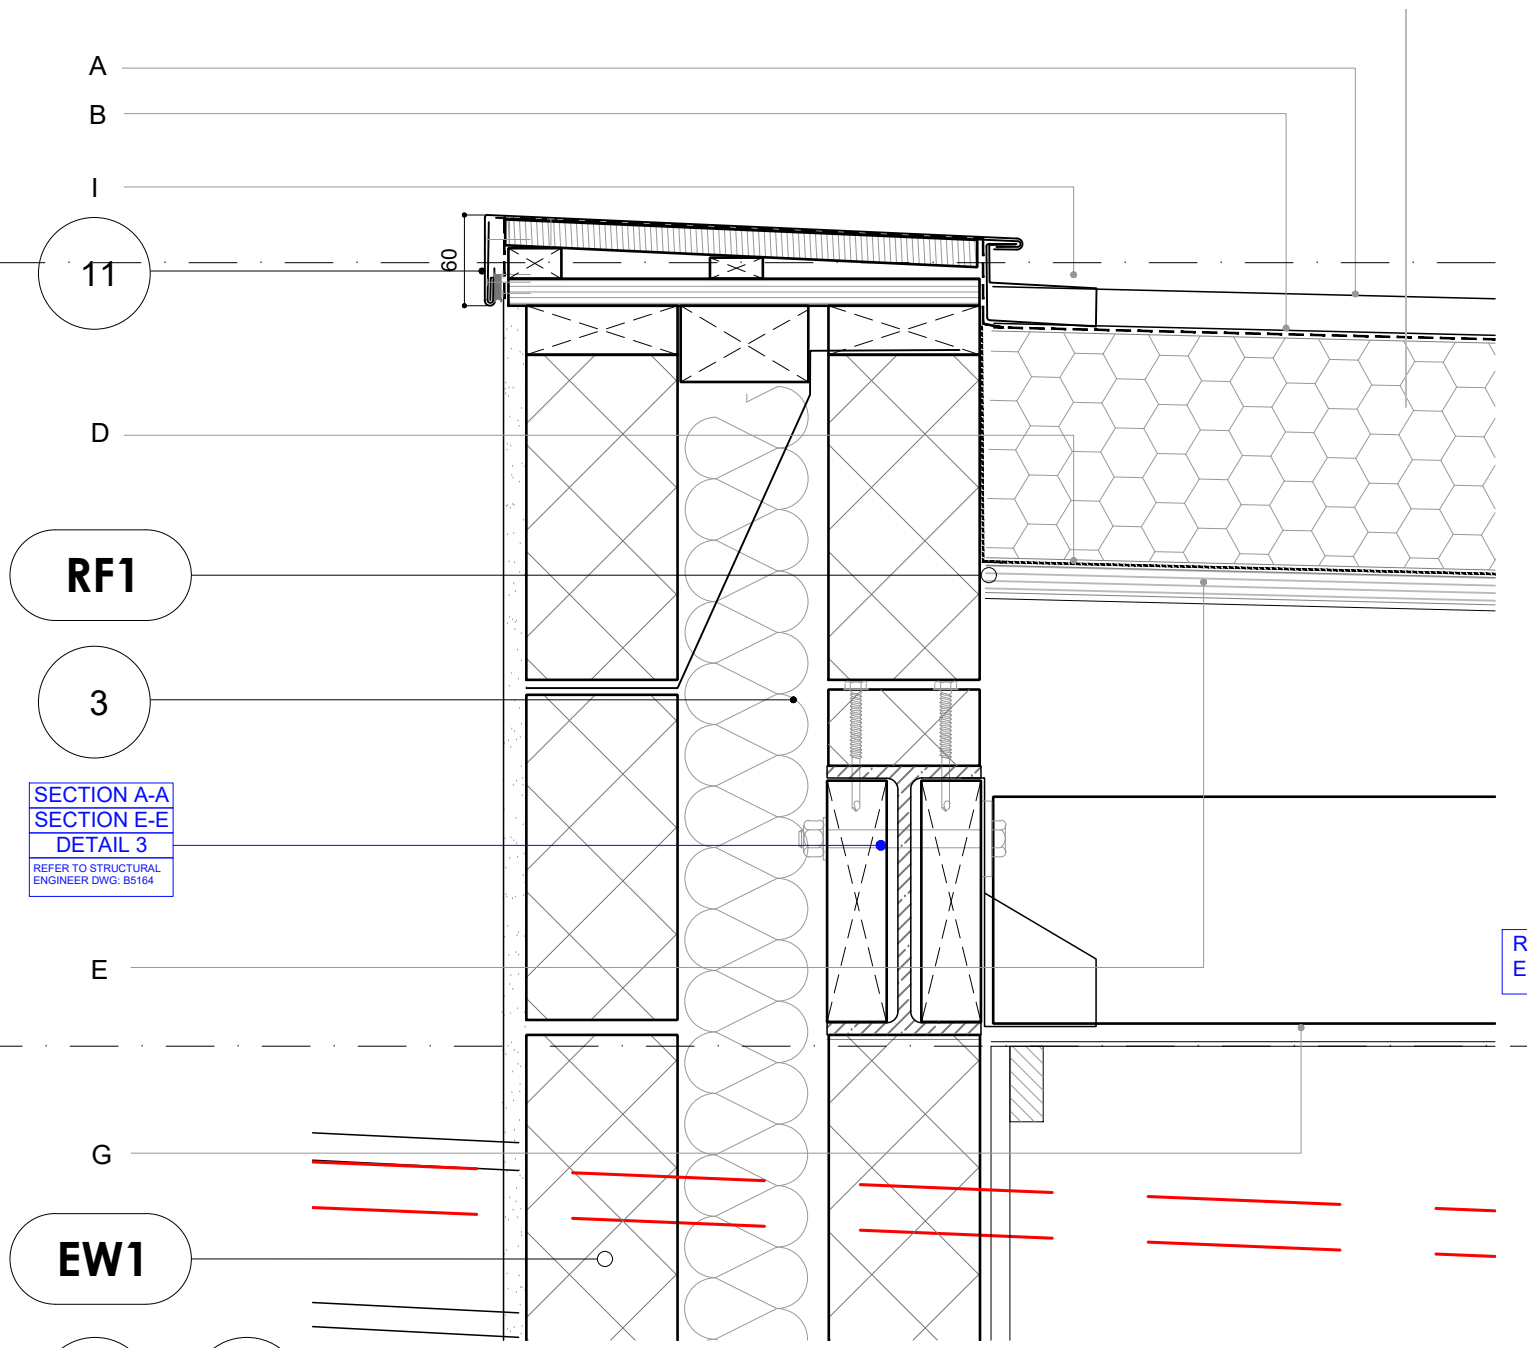 A
B
I
11
60
D
RF1
3
SECTION A-A
SECTION E-E
DETAIL 3
REFER TO STRUCTURAL
ENGINEER DWG: B5164
R
E
E
G
EW1